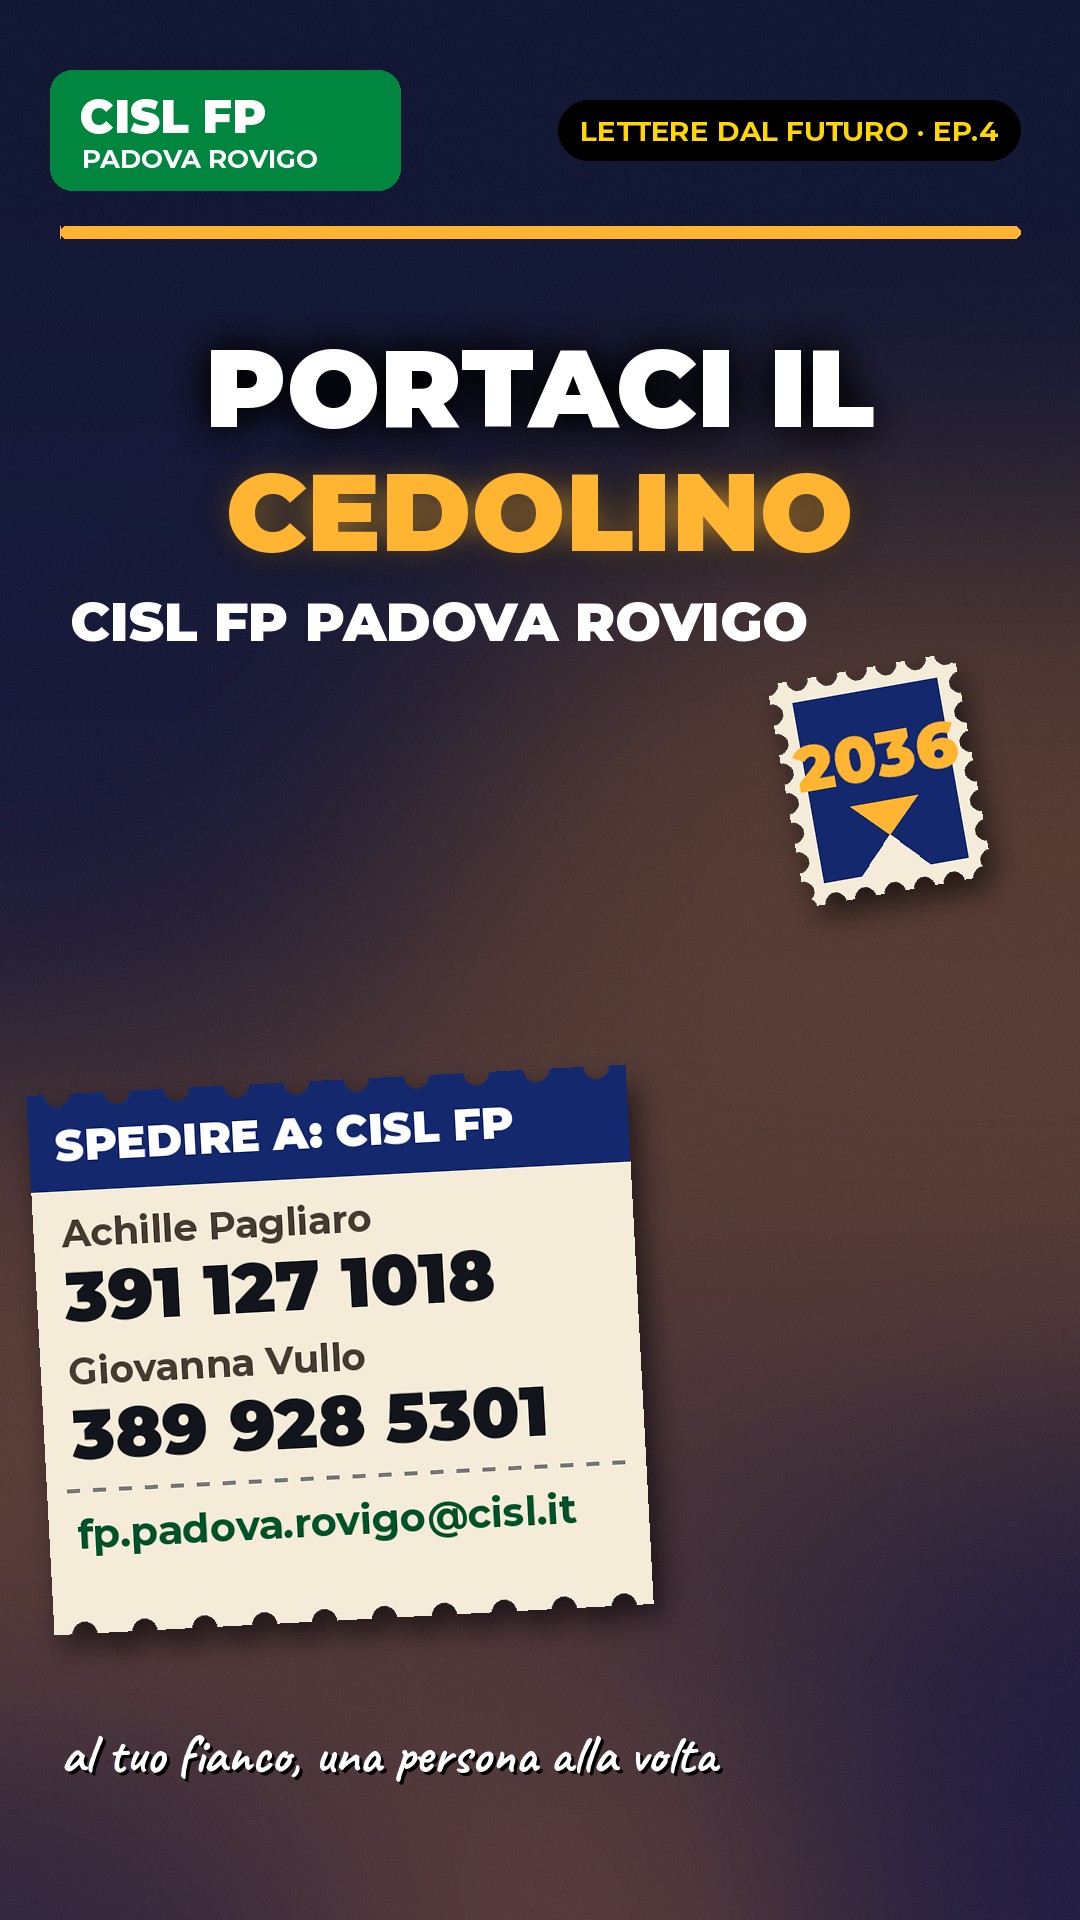 CISL FP
PADOVA ROVIGO
LETTERE DAL FUTURO · EP.4
PORTACI IL
CEDOLINO
CISL FP PADOVA ROVIGO
2036
SPEDIRE A: CISL FP
Achille Pagliaro
391 127 1018
Giovanna Vullo
389 928 5301
fp.padova.rovigo@cisl.it
al tuo fianco, una persona alla volta